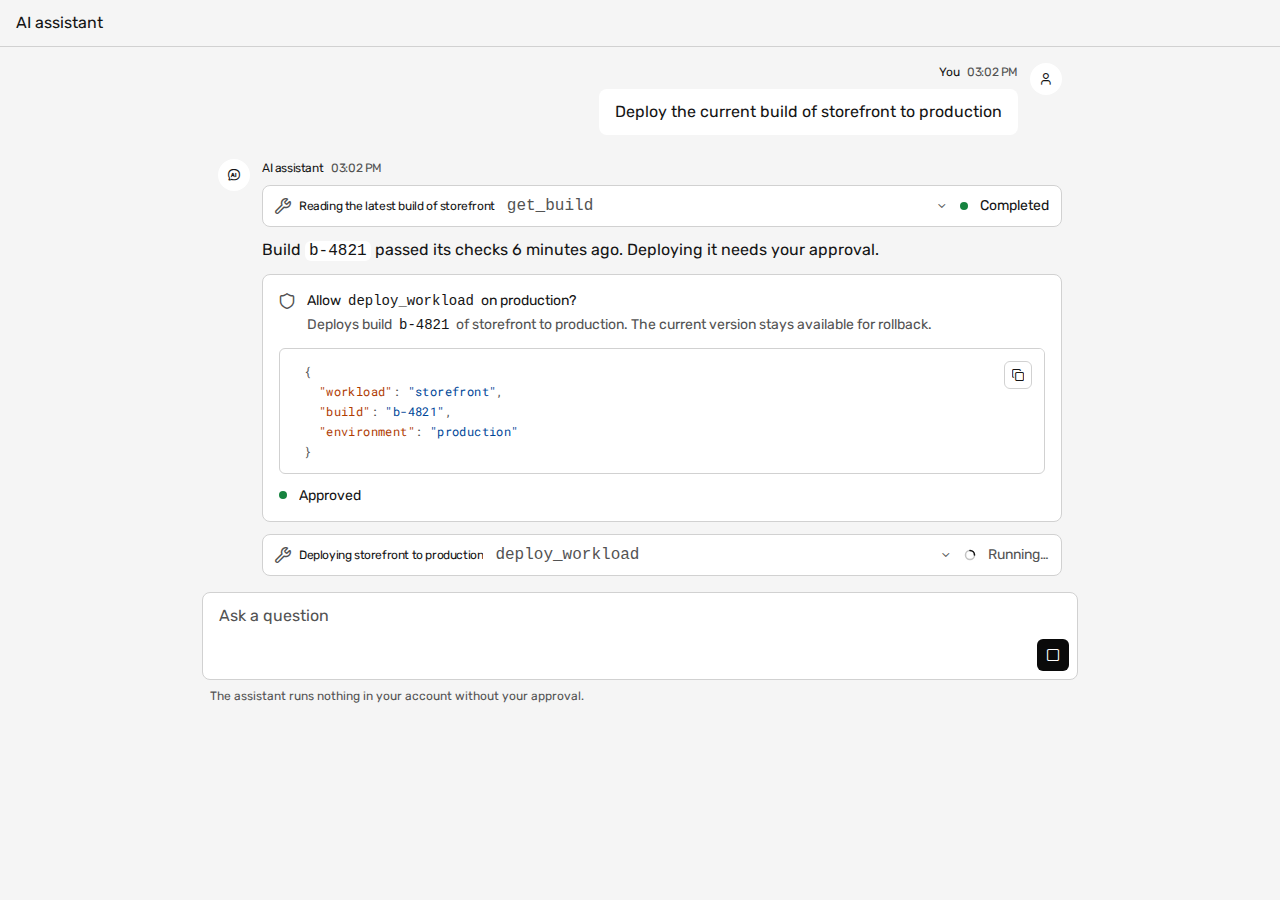 AI assistant
You 03:02 PM
Deploy the current build of storefront to production
AI
AI assistant 03:02 PM
Reading the latest build of storefront get_build Completed
Build b-4821 passed its checks 6 minutes ago. Deploying it needs your approval.
Allow deploy_workload on production?
Deploys build b-4821 of storefront to production. The current version stays available for rollback.
{
"workload": "storefront",
"build": "b-4821",
"environment": "production"
}
Approved
Deploying storefront to production deploy_workload Running…
Ask a question
The assistant runs nothing in your account without your approval.